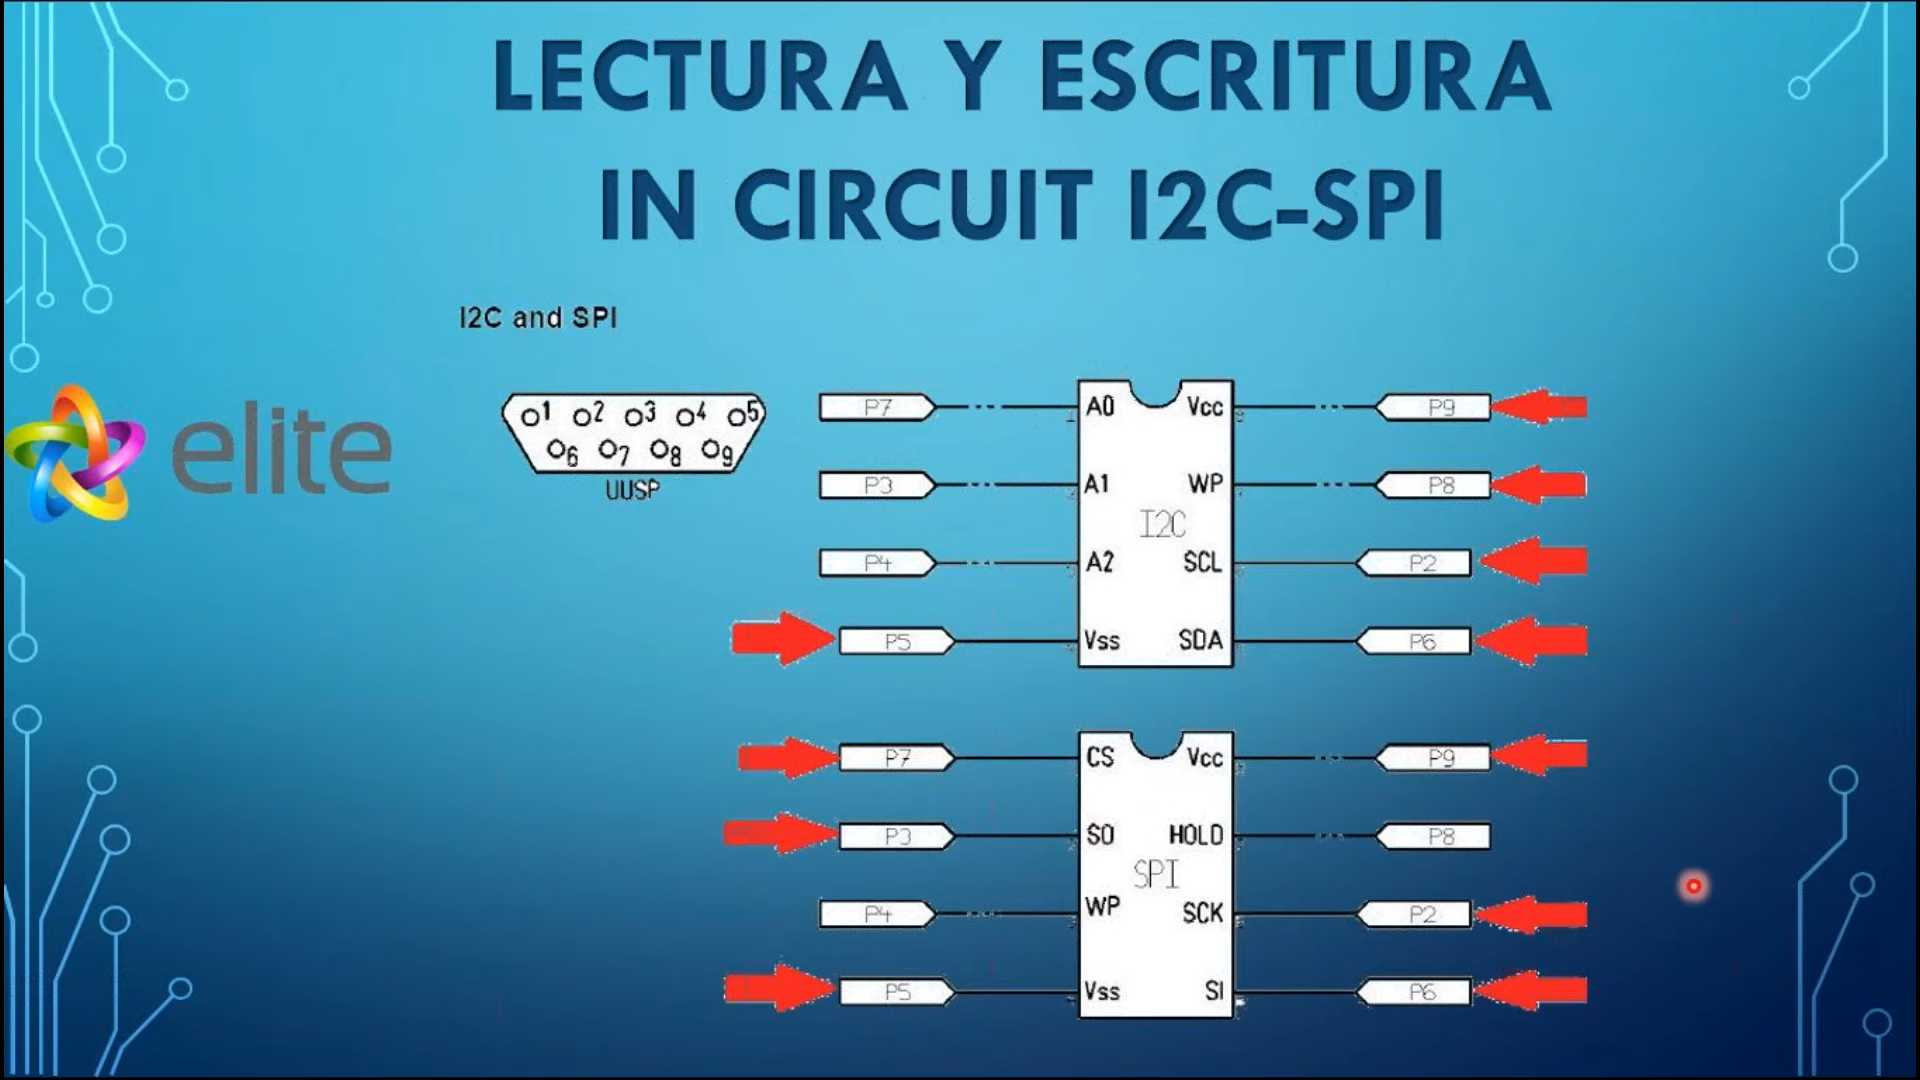 LECTURA Y ESCRITURA
IN CIRCUIT I2C-SPI
I2C and SPI
elite
1 2 3 4 5
6 7 8 9
UUSP
P7 A0 Vcc P9
P3 A1 WP P8
I2C
P4 A2 SCL P2
P5 Vss SDA P6
P7 CS Vcc P9
P3 SO HOLD P8
SPI
P4 WP SCK P2
P5 Vss SI P6